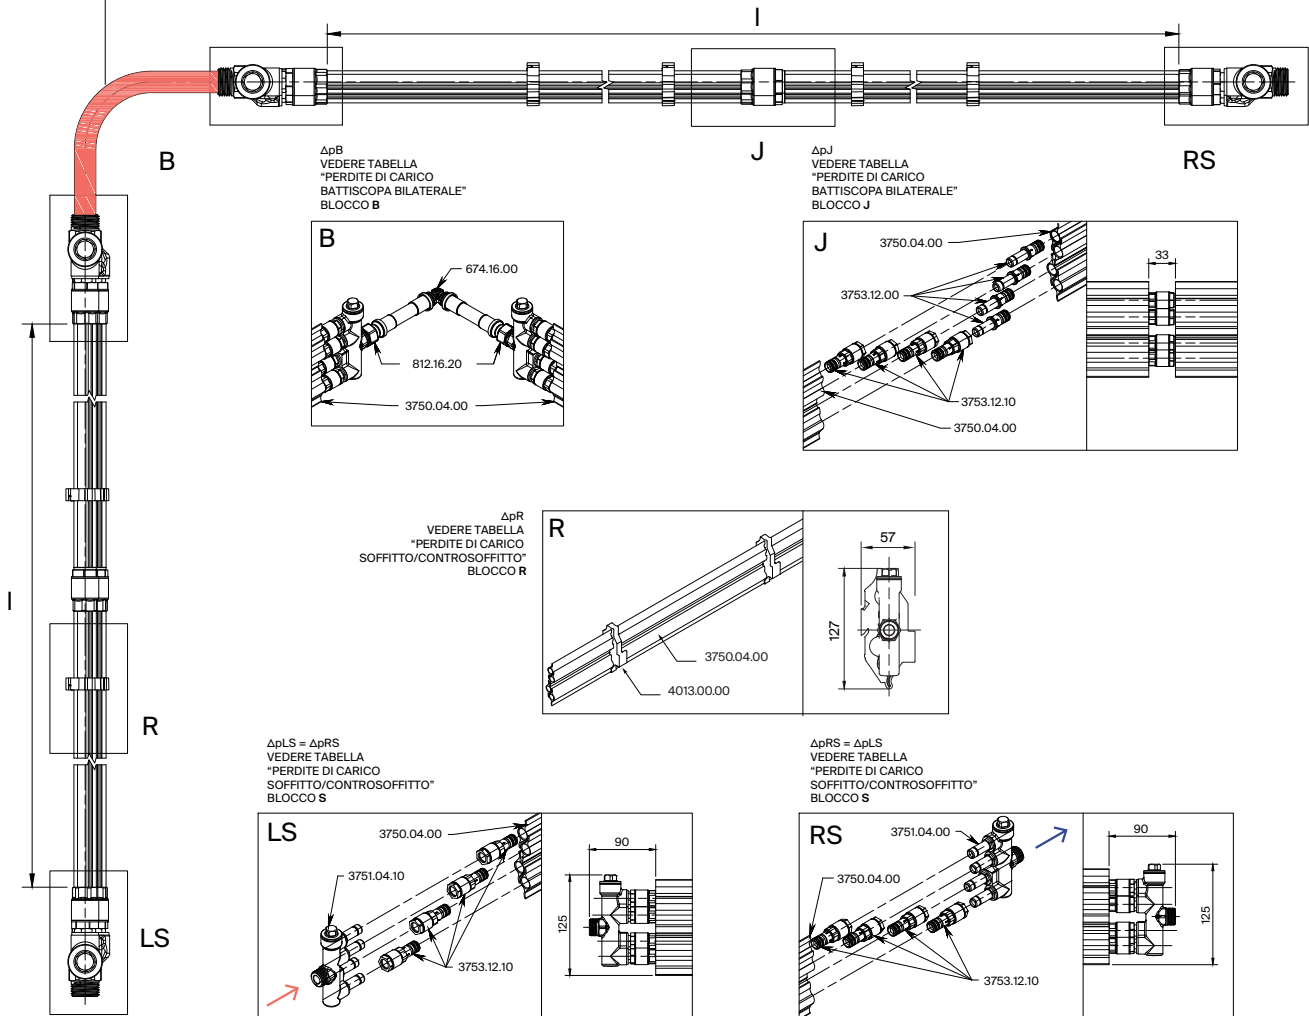 l
B
J
RS
ΔpB
VEDERE TABELLA
“PERDITE DI CARICO
BATTISCOPA BILATERALE”
BLOCCO B
ΔpJ
VEDERE TABELLA
“PERDITE DI CARICO
BATTISCOPA BILATERALE”
BLOCCO J
B
674.16.00
812.16.20
3750.04.00
J
3750.04.00
3753.12.00
3753.12.10
3750.04.00
33
l
ΔpR
VEDERE TABELLA
“PERDITE DI CARICO
SOFFITTO/CONTROSOFFITTO”
BLOCCO R
R
3750.04.00
4013.00.00
57
127
R
LS
ΔpLS = ΔpRS
VEDERE TABELLA
“PERDITE DI CARICO
SOFFITTO/CONTROSOFFITTO”
BLOCCO S
ΔpRS = ΔpLS
VEDERE TABELLA
“PERDITE DI CARICO
SOFFITTO/CONTROSOFFITTO”
BLOCCO S
LS
3750.04.00
3751.04.10
3753.12.10
90
125
RS
3751.04.00
3750.04.00
3753.12.10
90
125